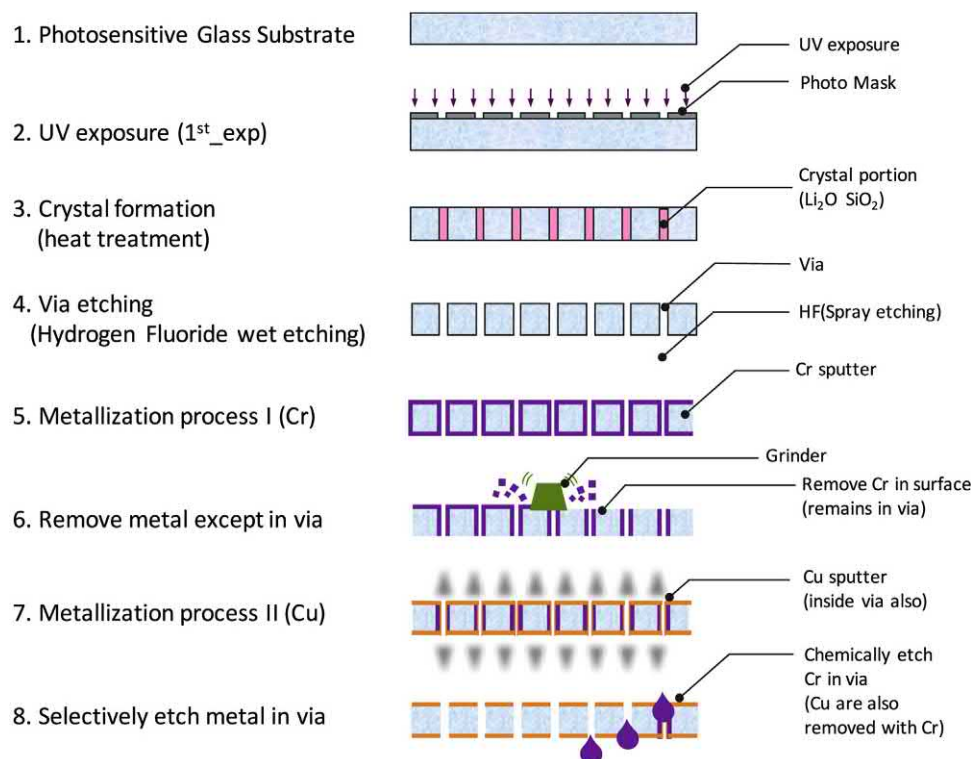 1. Photosensitive Glass Substrate
UV exposure
Photo Mask
2. UV exposure (1st_exp)
Crystal portion
(Li₂O SiO₂)
3. Crystal formation
(heat treatment)
Via
4. Via etching
(Hydrogen Fluoride wet etching)
HF(Spray etching)
Cr sputter
5. Metallization process I (Cr)
Grinder
Remove Cr in surface
(remains in via)
6. Remove metal except in via
Cu sputter
(inside via also)
7. Metallization process II (Cu)
Chemically etch
Cr in via
(Cu are also
removed with Cr)
8. Selectively etch metal in via